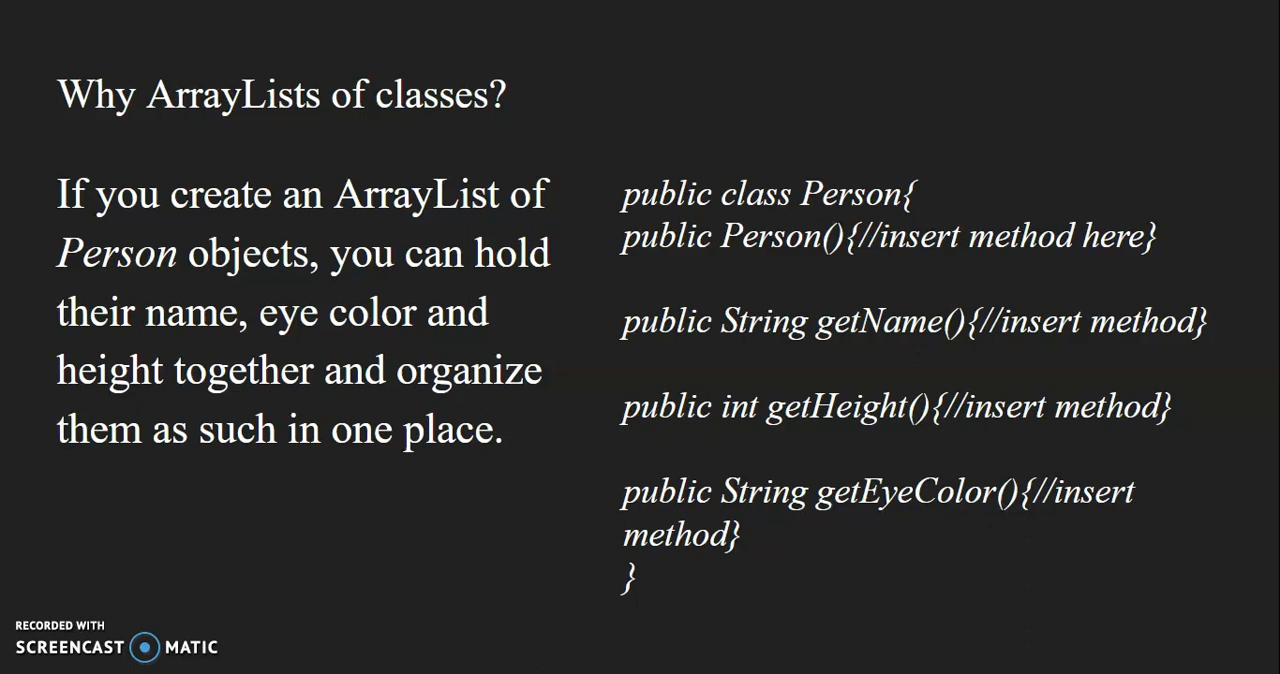 Why ArrayLists of classes?
If you create an ArrayList of
Person objects, you can hold
their name, eye color and
height together and organize
them as such in one place.
public class Person{
public Person(){//insert method here}
public String getName(){//insert method}
public int getHeight(){//insert method}
public String getEyeColor(){//insert
method}
}
RECORDED WITH
SCREENCAST MATIC